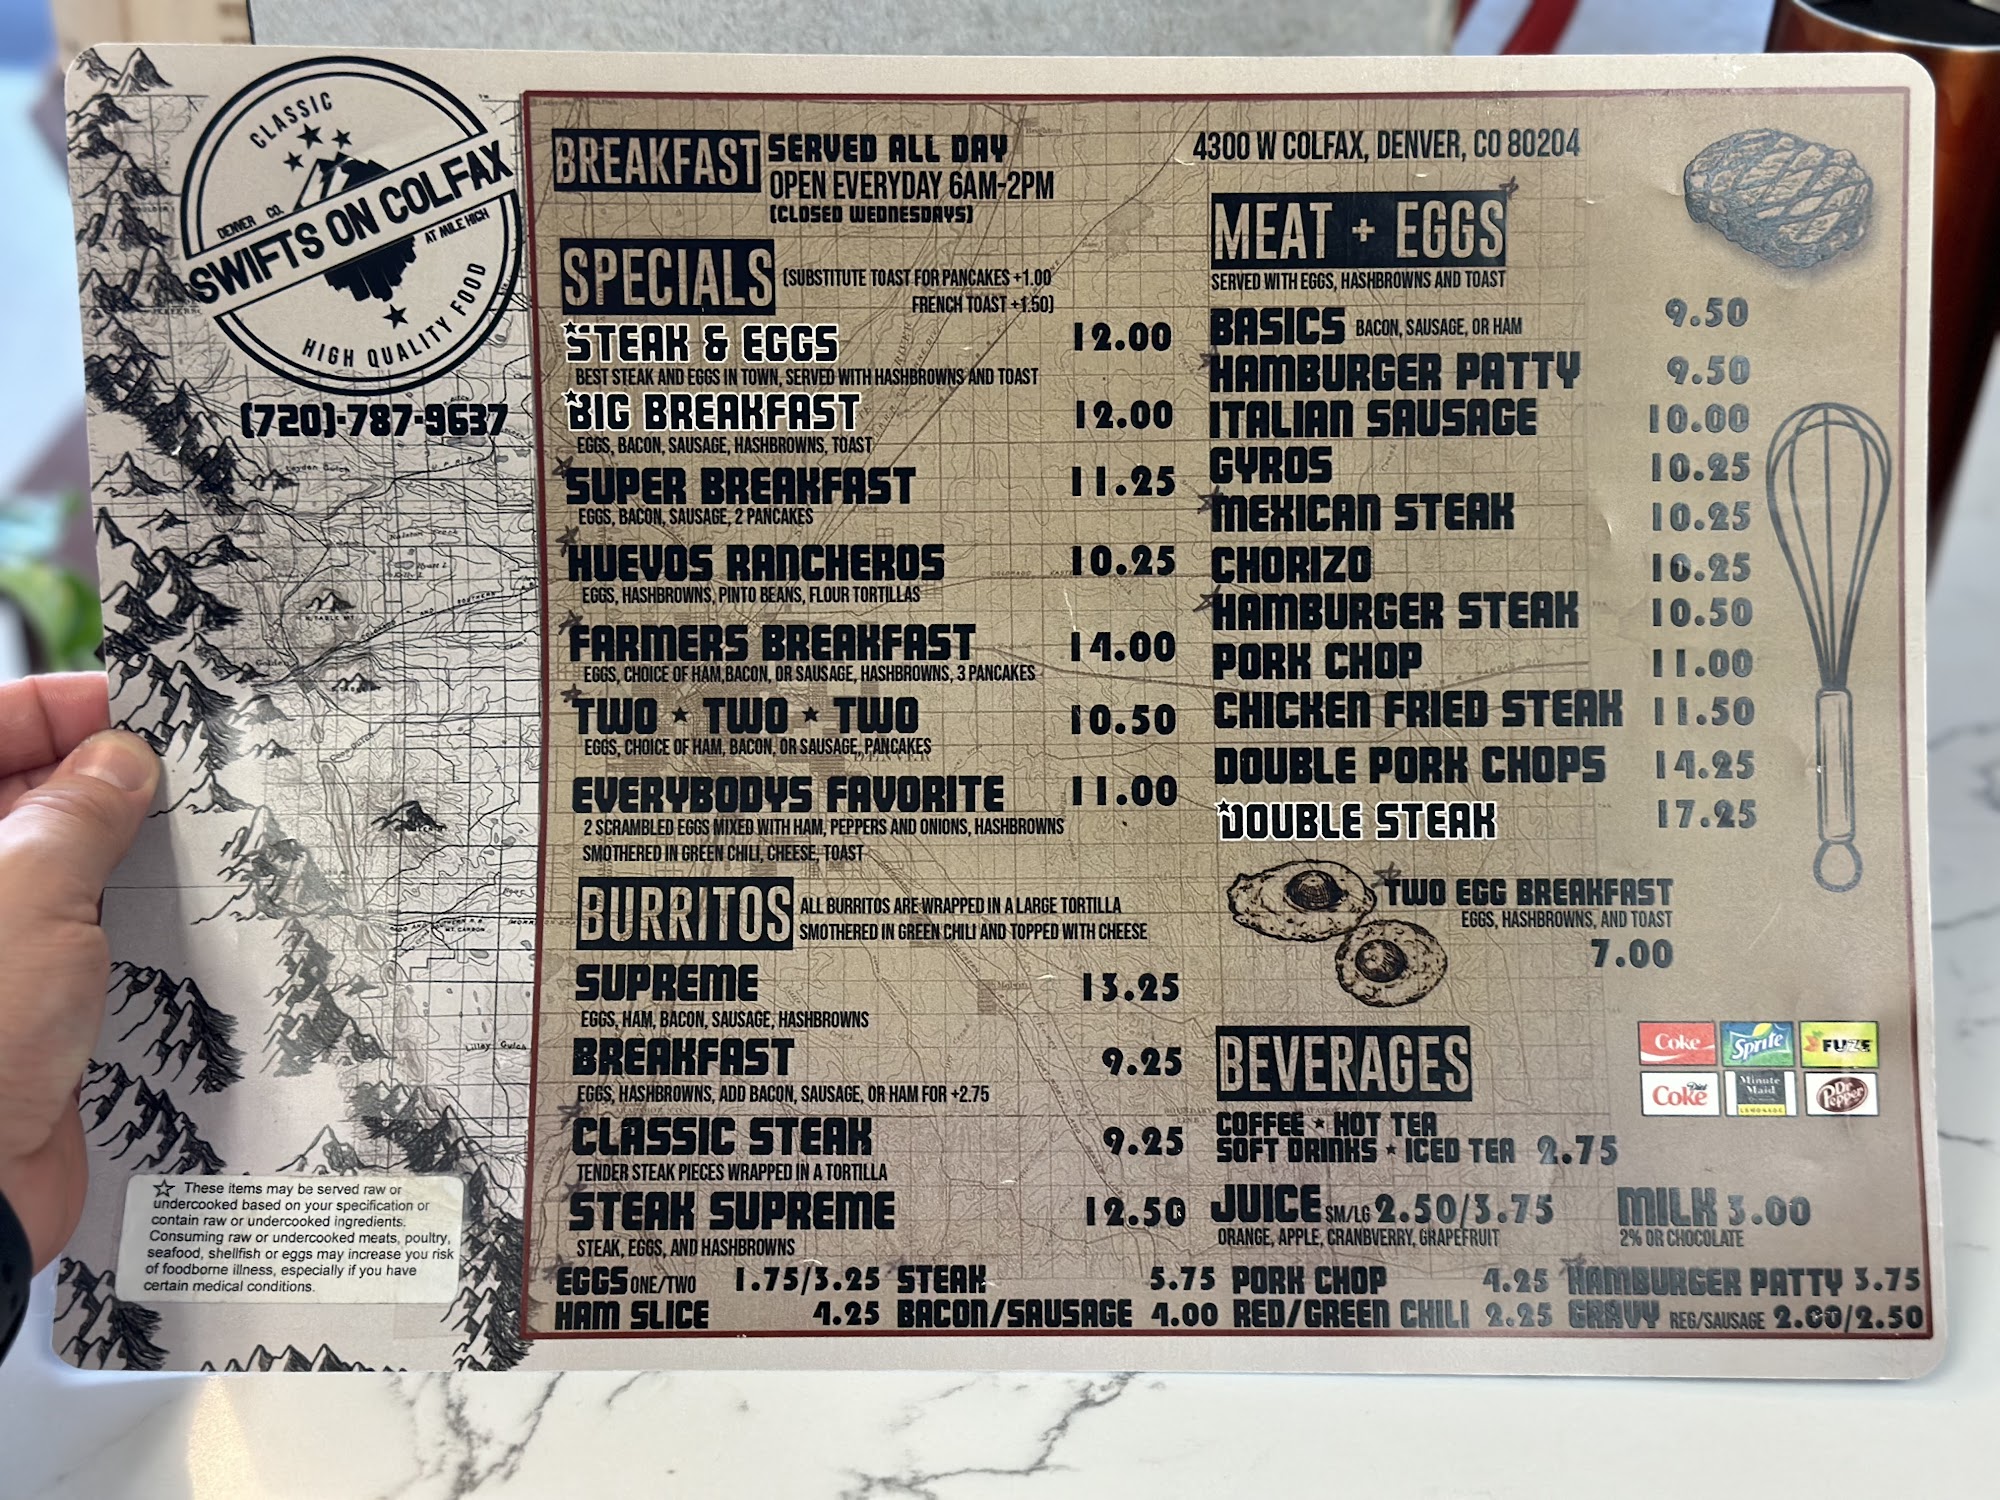 CLASSIC
DENVER CO.
SWIFTS ON COLFAX
AT MILE HIGH
HIGH QUALITY FOOD
(720)-787-9637
☆ These items may be served raw or
undercooked based on your specification or
contain raw or undercooked ingredients.
Consuming raw or undercooked meats, poultry,
seafood, shellfish or eggs may increase you risk
of foodborne illness, especially if you have
certain medical conditions.
BREAKFAST SERVED ALL DAY
OPEN EVERYDAY 6AM-2PM
(CLOSED WEDNESDAYS)
SPECIALS (SUBSTITUTE TOAST FOR PANCAKES +1.00
FRENCH TOAST +1.50)
STEAK & EGGS 12.00
BEST STEAK AND EGGS IN TOWN, SERVED WITH HASHBROWNS AND TOAST
BIG BREAKFAST 12.00
EGGS, BACON, SAUSAGE, HASHBROWNS, TOAST
SUPER BREAKFAST 11.25
EGGS, BACON, SAUSAGE, 2 PANCAKES
HUEVOS RANCHEROS 10.25
EGGS, HASHBROWNS, PINTO BEANS, FLOUR TORTILLAS
FARMERS BREAKFAST 14.00
EGGS, CHOICE OF HAM,BACON, OR SAUSAGE, HASHBROWNS, 3 PANCAKES
TWO ★ TWO ★ TWO 10.50
EGGS, CHOICE OF HAM, BACON, OR SAUSAGE, PANCAKES
EVERYBODYS FAVORITE 11.00
2 SCRAMBLED EGGS MIXED WITH HAM, PEPPERS AND ONIONS, HASHBROWNS
SMOTHERED IN GREEN CHILI, CHEESE, TOAST
BURRITOS ALL BURRITOS ARE WRAPPED IN A LARGE TORTILLA
SMOTHERED IN GREEN CHILI AND TOPPED WITH CHEESE
SUPREME 13.25
EGGS, HAM, BACON, SAUSAGE, HASHBROWNS
BREAKFAST 9.25
EGGS, HASHBROWNS, ADD BACON, SAUSAGE, OR HAM FOR +2.75
CLASSIC STEAK 9.25
TENDER STEAK PIECES WRAPPED IN A TORTILLA
STEAK SUPREME 12.50
STEAK, EGGS, AND HASHBROWNS
4300 W COLFAX, DENVER, CO 80204
MEAT + EGGS
SERVED WITH EGGS, HASHBROWNS AND TOAST
BASICS BACON, SAUSAGE, OR HAM 9.50
HAMBURGER PATTY 9.50
ITALIAN SAUSAGE 10.00
GYROS 10.25
MEXICAN STEAK 10.25
CHORIZO 10.25
HAMBURGER STEAK 10.50
PORK CHOP 11.00
CHICKEN FRIED STEAK 11.50
DOUBLE PORK CHOPS 14.25
DOUBLE STEAK 17.25
TWO EGG BREAKFAST
EGGS, HASHBROWNS, AND TOAST
7.00
BEVERAGES
Coke Sprite FUZE
Diet Coke Minute Maid LEMONADE Dr Pepper
COFFEE ★ HOT TEA
SOFT DRINKS ★ ICED TEA 2.75
JUICE SM/LG 2.50/3.75
ORANGE, APPLE, CRANBVERRY, GRAPEFRUIT
MILK 3.00
2% OR CHOCOLATE
EGGS ONE/TWO 1.75/3.25 STEAK 5.75 PORK CHOP 4.25 HAMBURGER PATTY 3.75
HAM SLICE 4.25 BACON/SAUSAGE 4.00 RED/GREEN CHILI 2.25 GRAVY REG/SAUSAGE 2.00/2.50